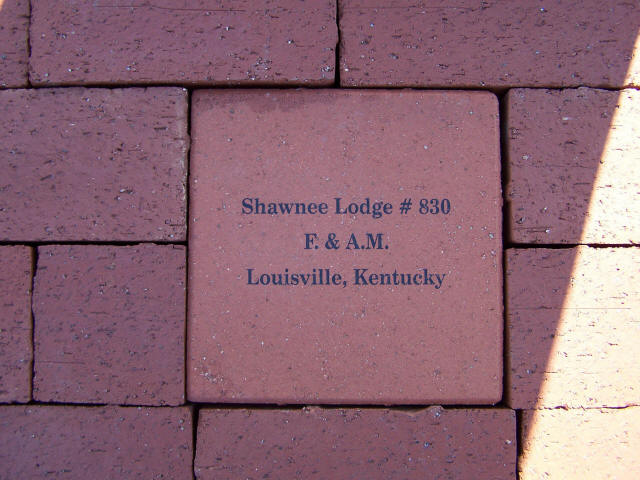 Shawnee Lodge # 830
F. & A.M.
Louisville, Kentucky